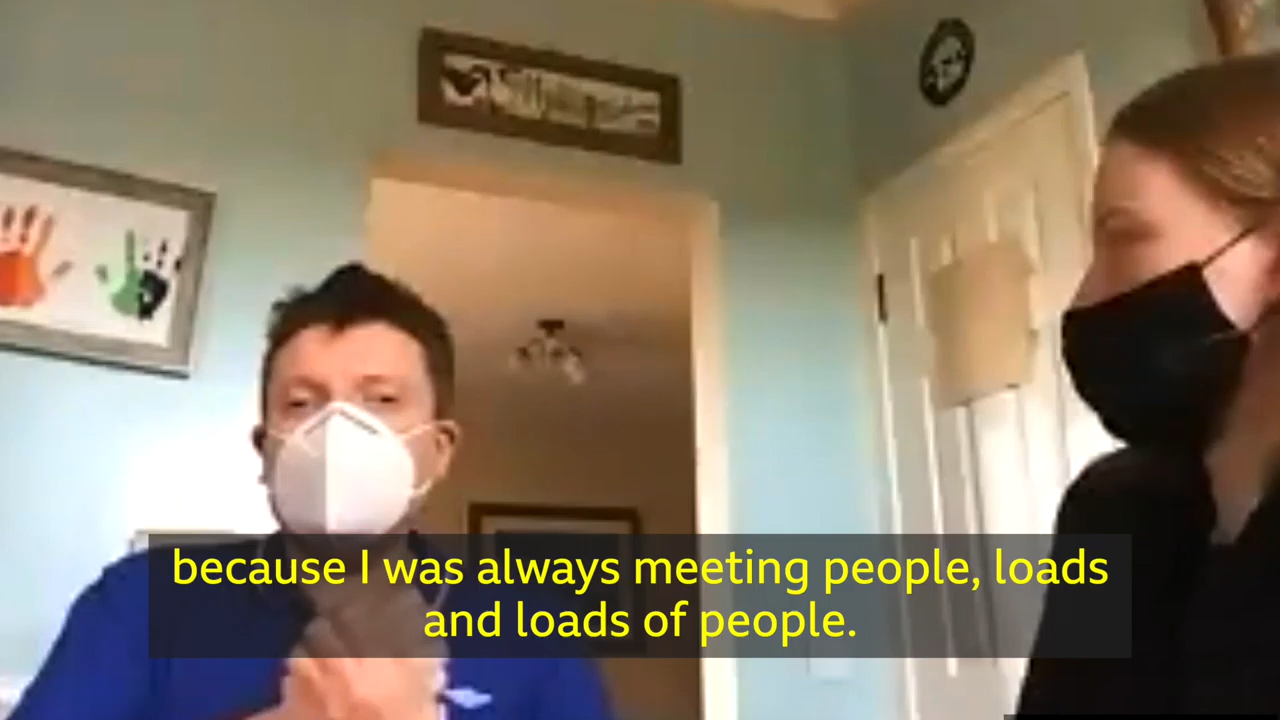 because I was always meeting people, loads
and loads of people.